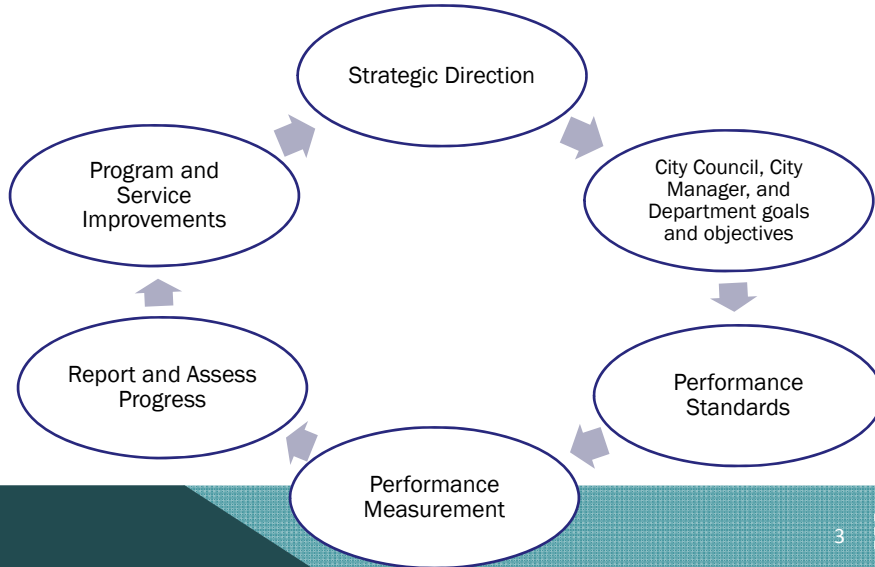 Strategic Direction
City Council, City
Manager, and
Department goals
and objectives
Performance
Standards
Performance
Measurement
Report and Assess
Progress
Program and
Service
Improvements
3